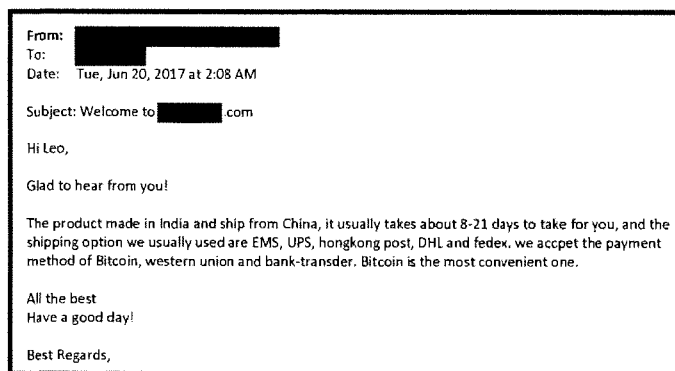 From:
To:
Date: Tue, Jun 20, 2017 at 2:08 AM
Subject: Welcome to .com
Hi Leo,
Glad to hear from you!
The product made in India and ship from China, it usually takes about 8-21 days to take for you, and the
shipping option we usually used are EMS, UPS, hongkong post, DHL and fedex. we accpet the payment
method of Bitcoin, western union and bank-transder. Bitcoin is the most convenient one.
All the best
Have a good day!
Best Regards,